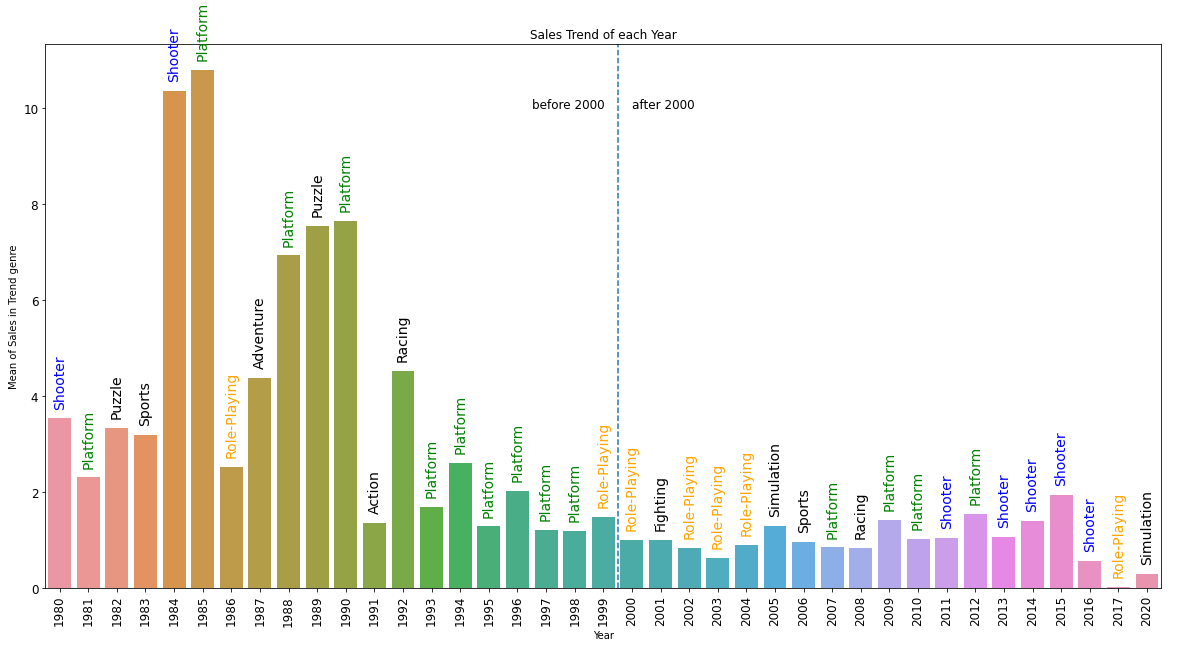 Sales Trend of each Year
before 2000
after 2000
Mean of Sales in Trend genre
10
8
6
4
2
0
Shooter
Platform
Puzzle
Sports
Shooter
Platform
Role-Playing
Adventure
Platform
Puzzle
Platform
Action
Racing
Platform
Platform
Platform
Platform
Platform
Platform
Role-Playing
Role-Playing
Fighting
Role-Playing
Role-Playing
Role-Playing
Simulation
Sports
Platform
Racing
Platform
Platform
Shooter
Platform
Shooter
Shooter
Shooter
Shooter
Role-Playing
Simulation
1980
1981
1982
1983
1984
1985
1986
1987
1988
1989
1990
1991
1992
1993
1994
1995
1996
1997
1998
1999
2000
2001
2002
2003
2004
2005
2006
2007
2008
2009
2010
2011
2012
2013
2014
2015
2016
2017
2020
Year